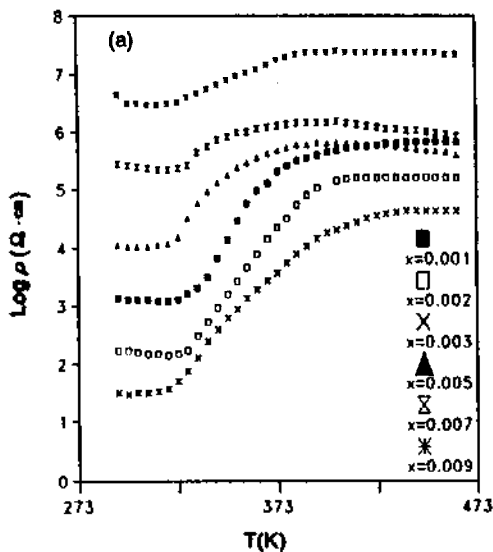 (a)
8
7
6
5
4
3
2
1
0
Log ρ (Ω·cm)
x=0.001
x=0.002
x=0.003
x=0.005
x=0.007
x=0.009
273
373
473
T(K)